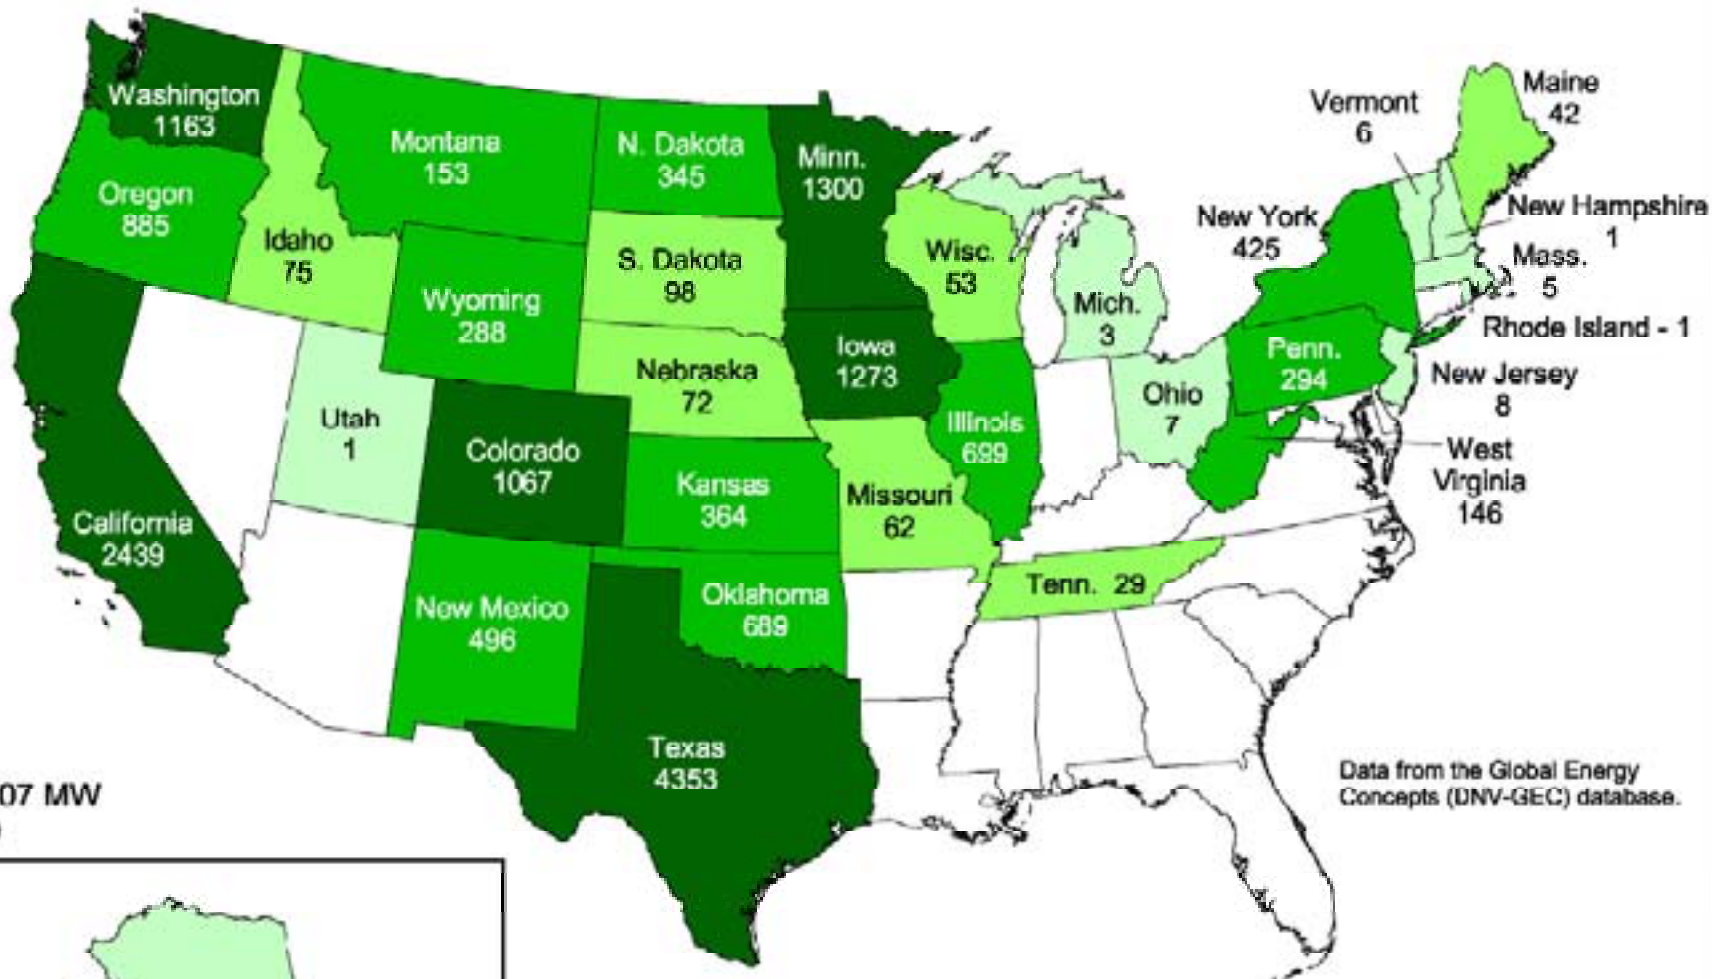 Washington
1163
Oregon
885
California
2439
Idaho
75
Montana
153
Wyoming
288
Utah
1
Colorado
1067
New Mexico
496
N. Dakota
345
S. Dakota
98
Nebraska
72
Kansas
364
Oklahoma
689
Texas
4353
Minn.
1300
Iowa
1273
Missouri
62
Wisc.
53
Illinois
699
Mich.
3
Ohio
7
Tenn. 29
Penn.
294
New York
425
Vermont
6
Maine
42
New Hampshire
1
Mass.
5
Rhode Island - 1
New Jersey
8
West
Virginia
146
Data from the Global Energy
Concepts (DNV-GEC) database.
07 MW
)